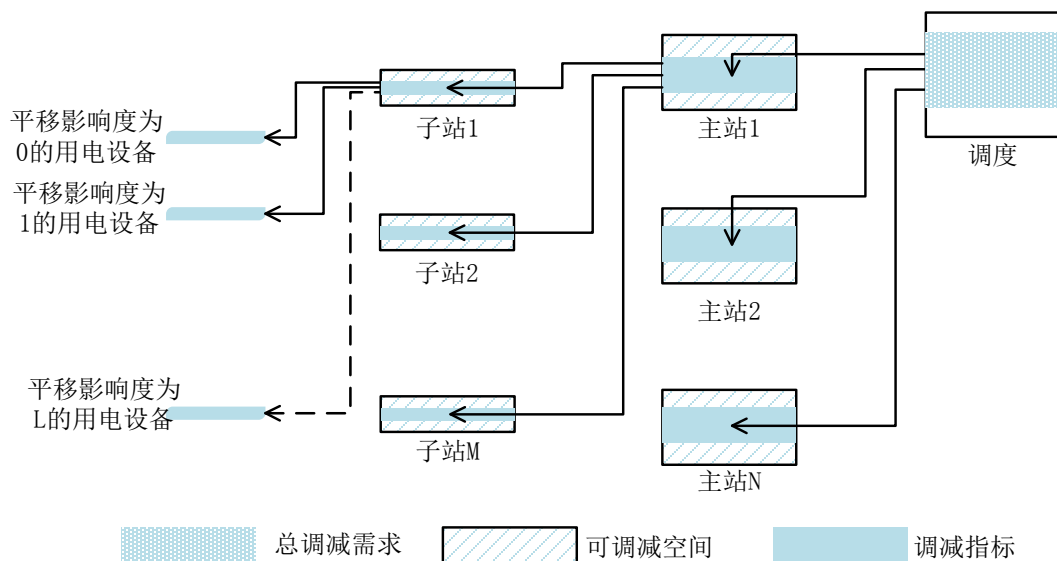 平移影响度为
0的用电设备
子站1
主站1
调度
平移影响度为
1的用电设备
子站2
主站2
平移影响度为
L的用电设备
子站M
主站N
总调减需求
可调减空间
调减指标